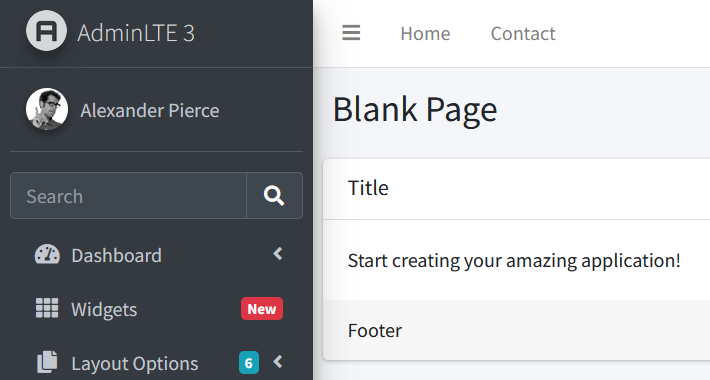 AdminLTE 3
Alexander Pierce
Search
Dashboard
Widgets New
Layout Options 6
Home Contact
Blank Page
Title
Start creating your amazing application!
Footer